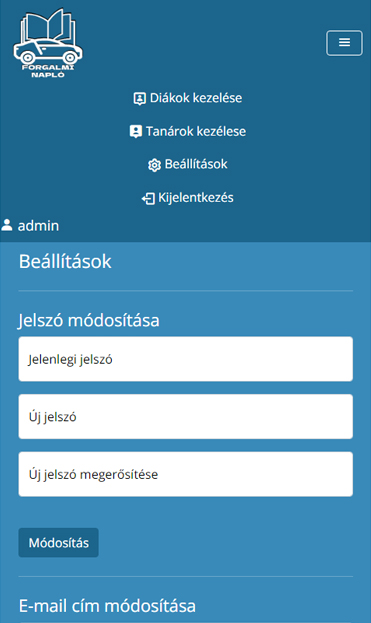 FORGALMI
NAPLÓ
Diákok kezelése
Tanárok kezélese
Beállítások
Kijelentkezés
admin
Beállítások
Jelszó módosítása
Jelenlegi jelszó
Új jelszó
Új jelszó megerősítése
Módosítás
E-mail cím módosítása